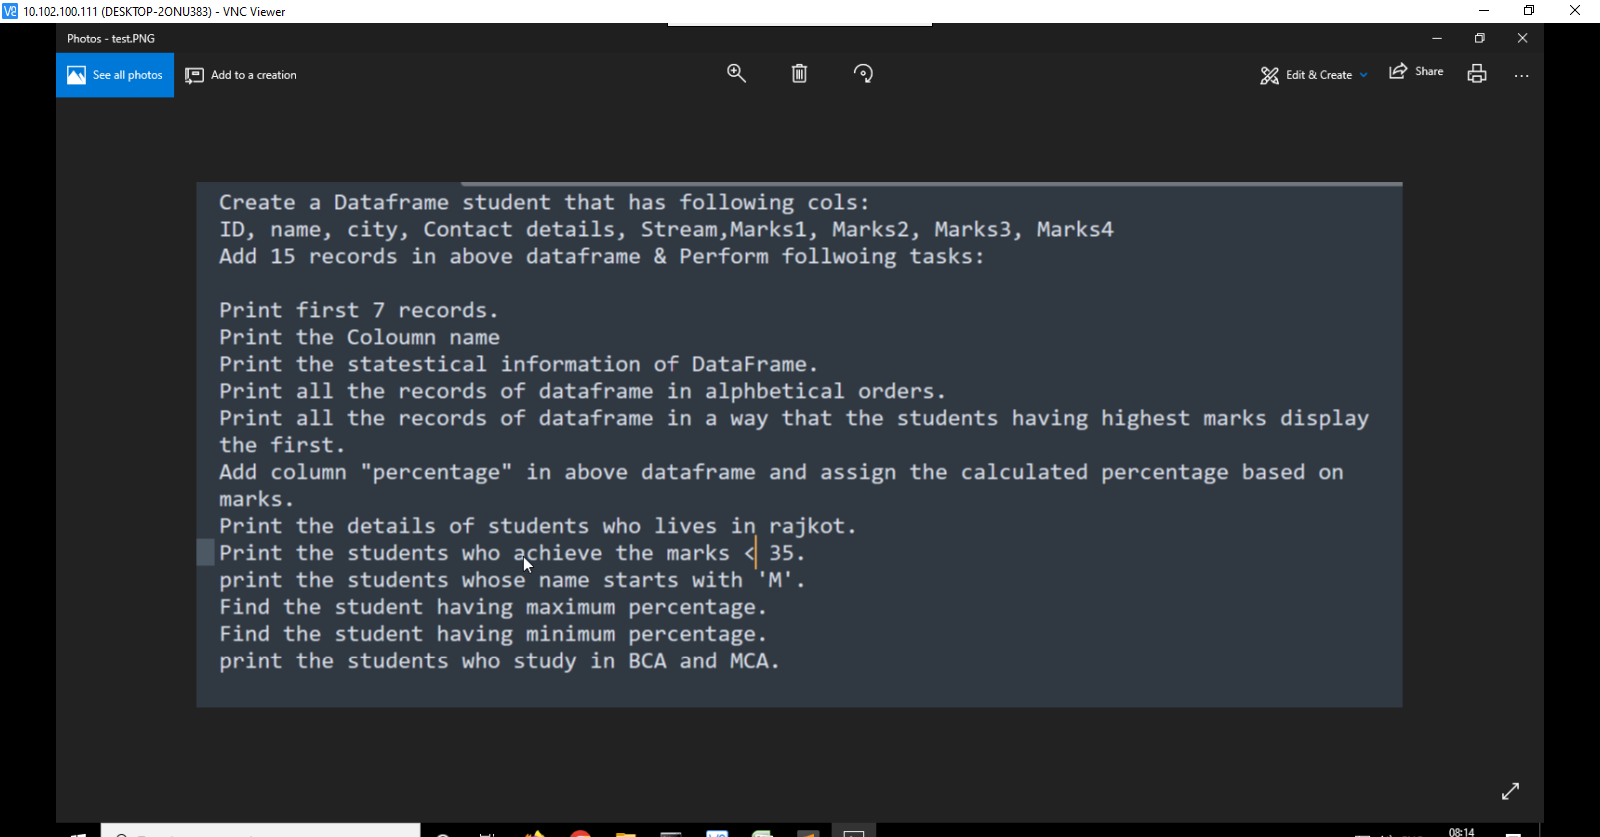 10.102.100.111 (DESKTOP-2ONU383) - VNC Viewer
Photos - test.PNG
See all photos
Add to a creation
Edit & Create
Share
Create a Dataframe student that has following cols:
ID, name, city, Contact details, Stream,Marks1, Marks2, Marks3, Marks4
Add 15 records in above dataframe & Perform follwoing tasks:
Print first 7 records.
Print the Coloumn name
Print the statestical information of DataFrame.
Print all the records of dataframe in alphbetical orders.
Print all the records of dataframe in a way that the students having highest marks display
the first.
Add column "percentage" in above dataframe and assign the calculated percentage based on
marks.
Print the details of students who lives in rajkot.
Print the students who achieve the marks < 35.
print the students whose name starts with 'M'.
Find the student having maximum percentage.
Find the student having minimum percentage.
print the students who study in BCA and MCA.
08:14